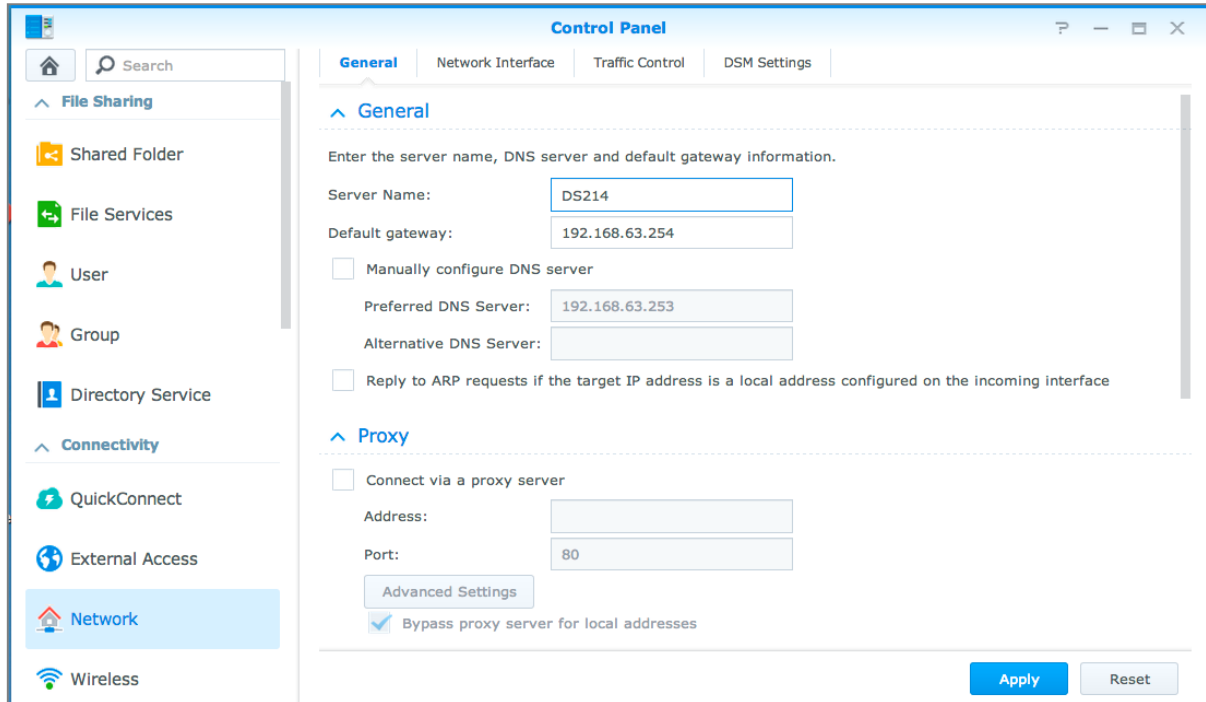 Control Panel
Search
General Network Interface Traffic Control DSM Settings
File Sharing
Shared Folder
File Services
User
Group
Directory Service
Connectivity
QuickConnect
External Access
Network
Wireless
General
Enter the server name, DNS server and default gateway information.
Server Name: DS214
Default gateway: 192.168.63.254
Manually configure DNS server
Preferred DNS Server: 192.168.63.253
Alternative DNS Server:
Reply to ARP requests if the target IP address is a local address configured on the incoming interface
Proxy
Connect via a proxy server
Address:
Port: 80
Advanced Settings
Bypass proxy server for local addresses
Apply Reset